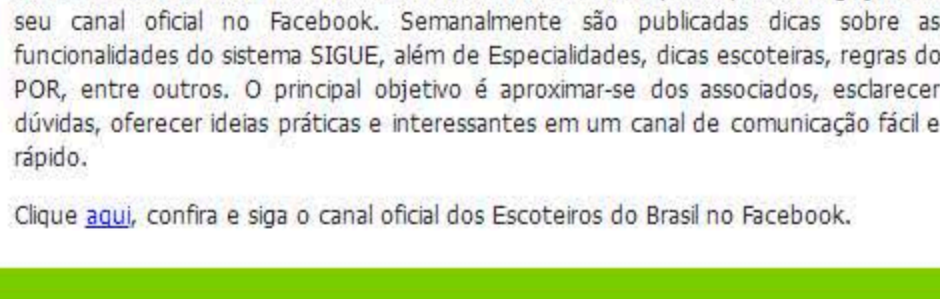 seu canal oficial no Facebook. Semanalmente são publicadas dicas sobre as
funcionalidades do sistema SIGUE, além de Especialidades, dicas escoteiras, regras do
POR, entre outros. O principal objetivo é aproximar-se dos associados, esclarecer
dúvidas, oferecer ideias práticas e interessantes em um canal de comunicação fácil e
rápido.
Clique aqui, confira e siga o canal oficial dos Escoteiros do Brasil no Facebook.